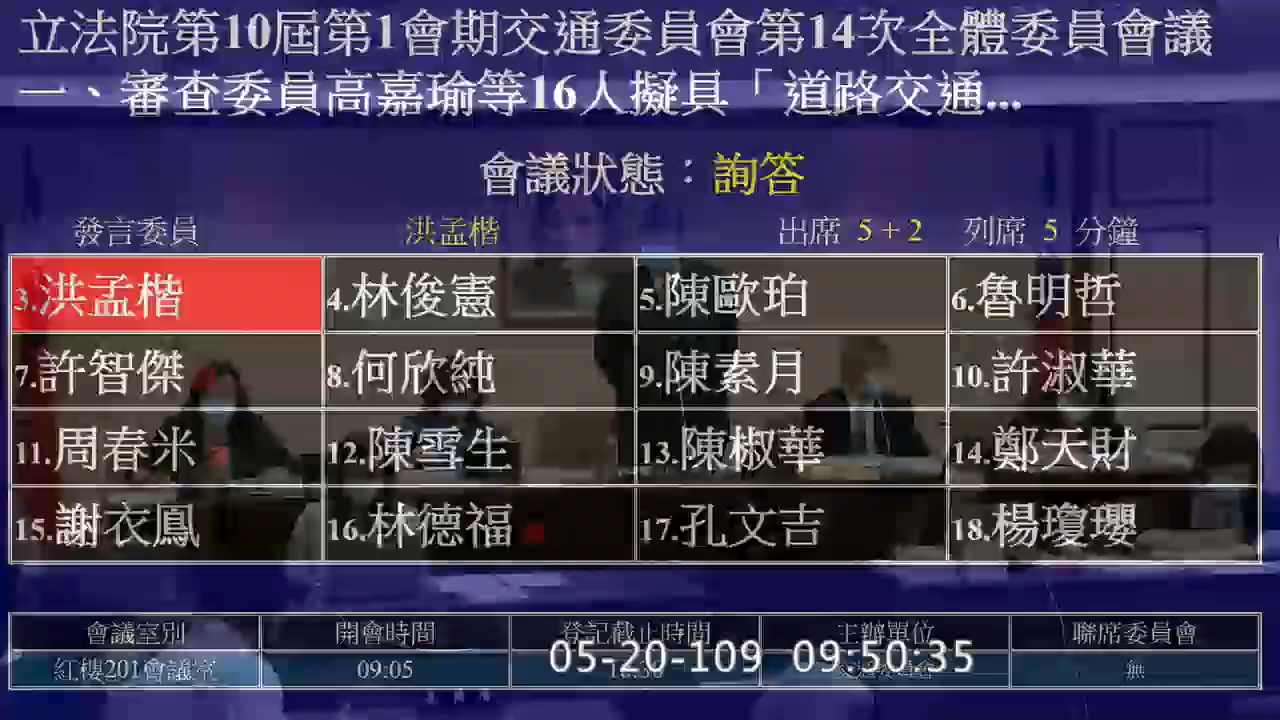 立法院第10屆第1會期交通委員會第14次全體委員會議
一、審查委員高嘉瑜等16人擬具「道路交通...
會議狀態：詢答
發言委員 洪孟楷 出席 5+2 列席 5 分鐘
3.洪孟楷 4.林俊憲 5.陳歐珀 6.魯明哲
7.許智傑 8.何欣純 9.陳素月 10.許淑華
11.周春米 12.陳雪生 13.陳椒華 14.鄭天財
15.謝衣鳳 16.林德福 17.孔文吉 18.楊瓊瓔
會議室別 開會時間 登記截止時間 主辦單位 聯席委員會
紅樓201會議室 09:05 無
05-20-109 09:50:35